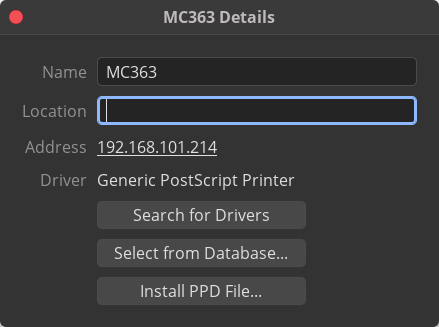 MC363 Details
Name MC363
Location
Address 192.168.101.214
Driver Generic PostScript Printer
Search for Drivers
Select from Database...
Install PPD File...